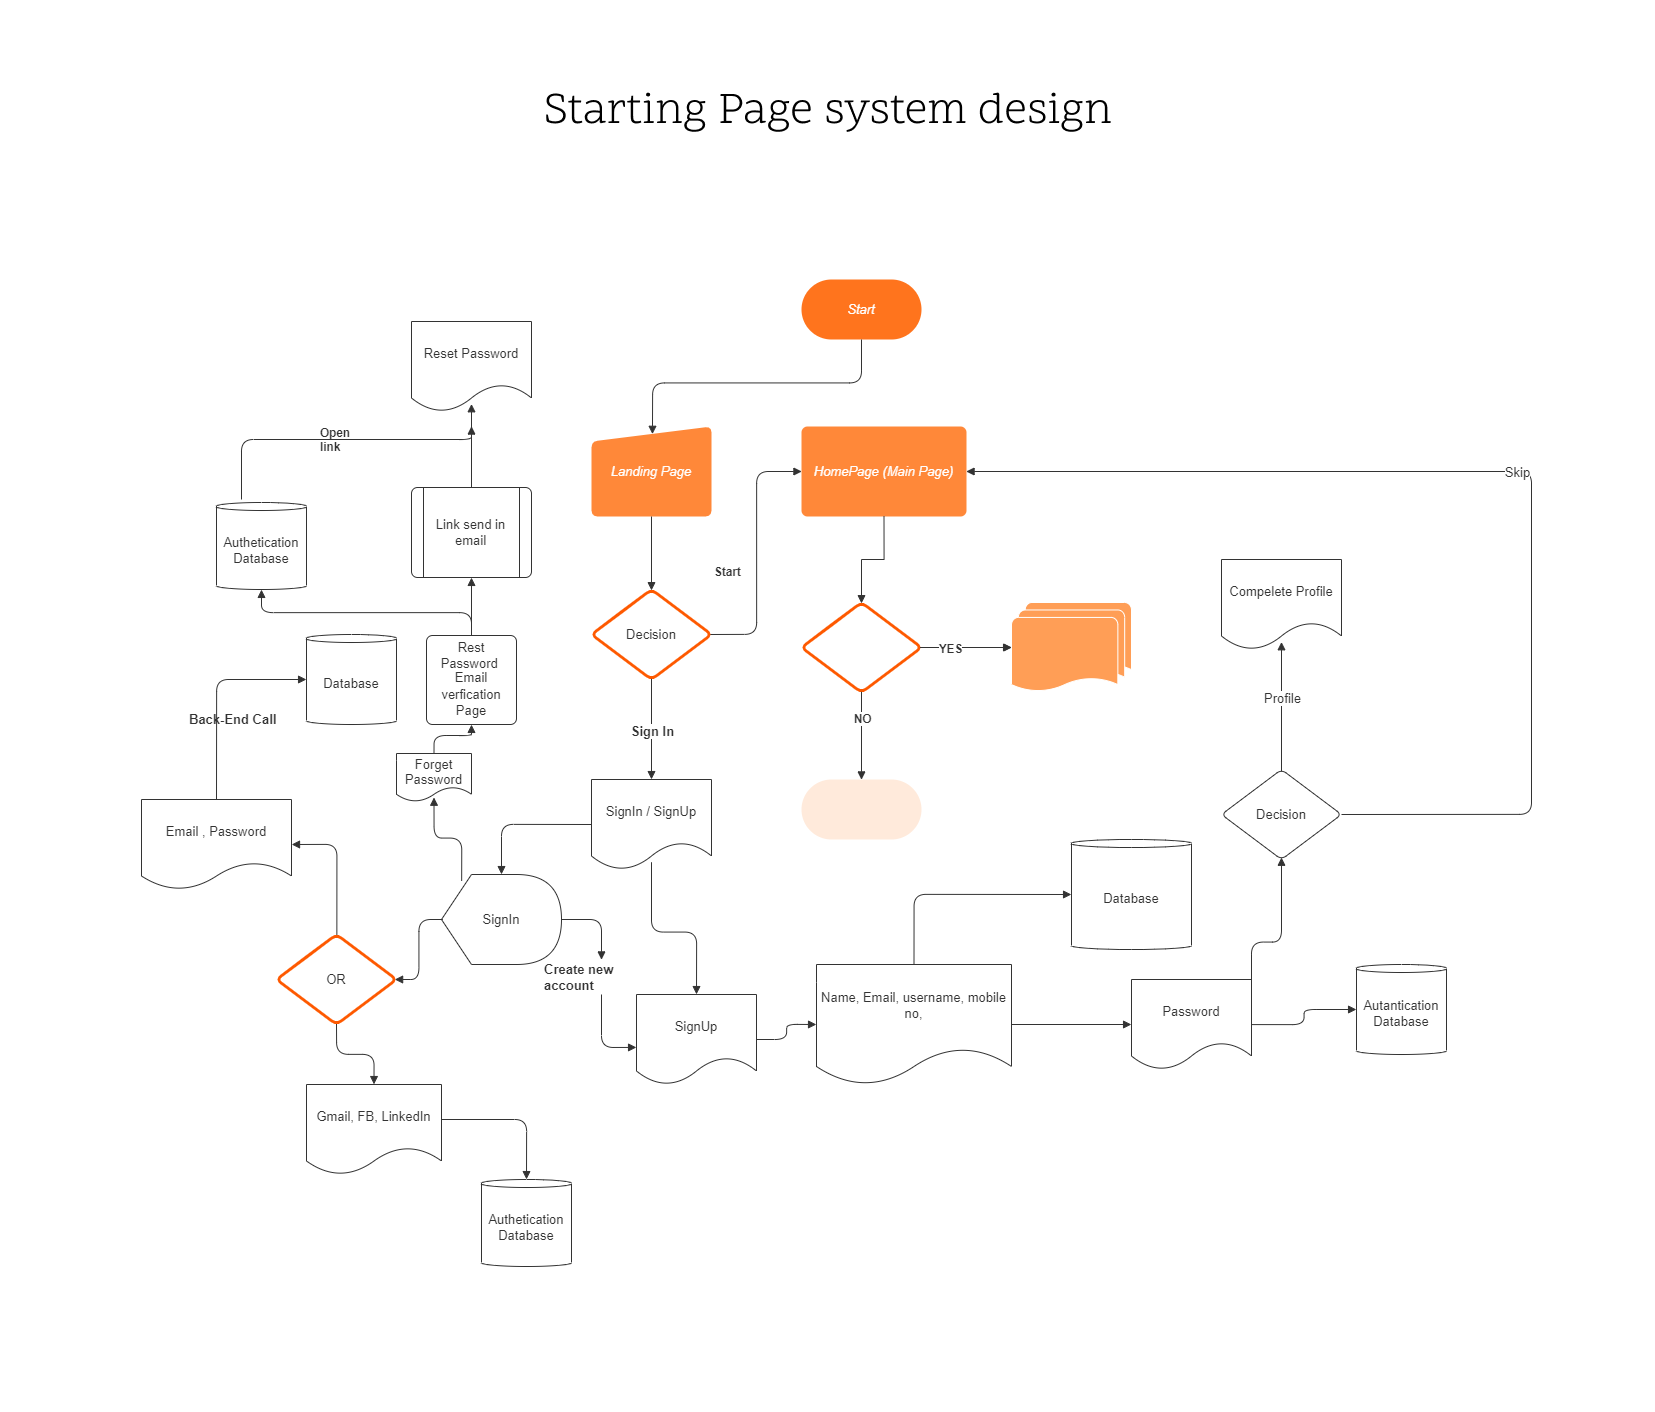 Starting Page system design
Start
Reset Password
Open
link
Landing Page
HomePage (Main Page)
Skip
Link send in
email
Authetication
Database
Start
Compelete Profile
Decision
YES
Rest
Password
Email
verfication
Page
Database
Back-End Call
Sign In
NO
Profile
Forget
Password
Email , Password
SignIn / SignUp
Decision
Database
SignIn
OR
Create new
account
SignUp
Name, Email, username, mobile
no,
Password
Autantication
Database
Gmail, FB, LinkedIn
Authetication
Database